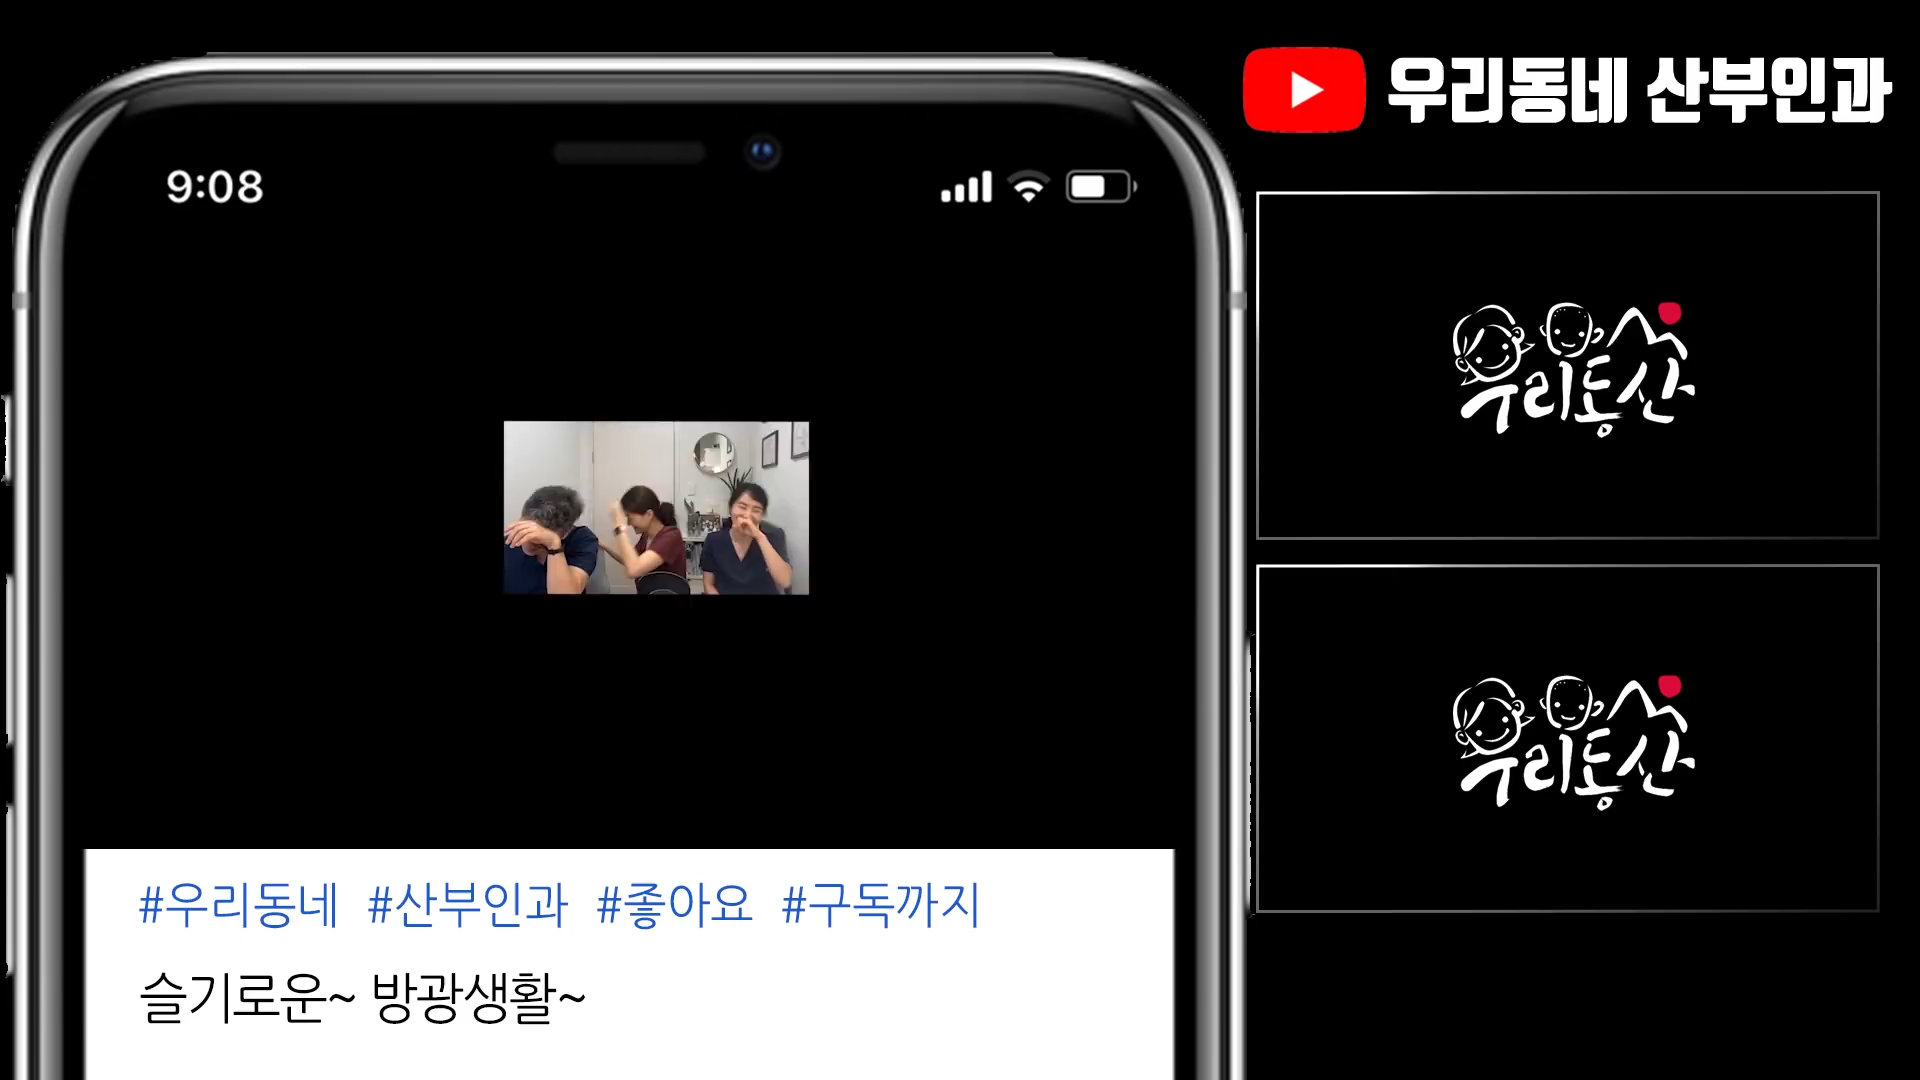 우리동네 산부인과
9:08
우리동산
우리동산
#우리동네 #산부인과 #좋아요 #구독까지
슬기로운~ 방광생활~